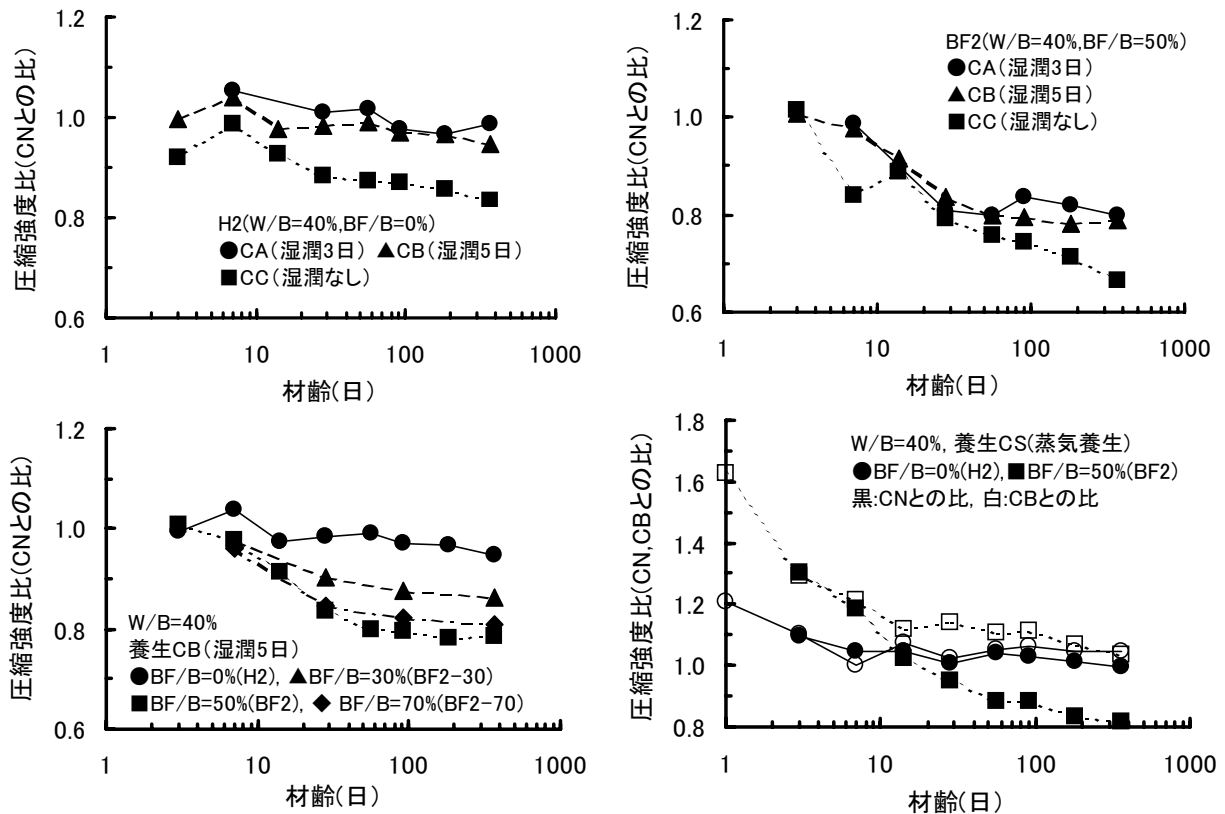 1.2
1.0
0.8
0.6
圧縮強度比(CNとの比)
H2(W/B=40%,BF/B=0%)
●CA(湿潤3日) ▲CB(湿潤5日)
■CC(湿潤なし)
1 10 100 1000
材齢(日)
1.2
1.0
0.8
0.6
圧縮強度比(CNとの比)
BF2(W/B=40%,BF/B=50%)
●CA(湿潤3日)
▲CB(湿潤5日)
■CC(湿潤なし)
1 10 100 1000
材齢(日)
1.2
1.0
0.8
0.6
圧縮強度比(CNとの比)
W/B=40%
養生CB(湿潤5日)
●BF/B=0%(H2), ▲BF/B=30%(BF2-30)
■BF/B=50%(BF2), ◆ BF/B=70%(BF2-70)
1 10 100 1000
材齢(日)
1.8
1.6
1.4
1.2
1.0
0.8
圧縮強度比(CN,CBとの比)
W/B=40%, 養生CS(蒸気養生)
●BF/B=0%(H2), ■BF/B=50%(BF2)
黒:CNとの比, 白:CBとの比
1 10 100 1000
材齢(日)